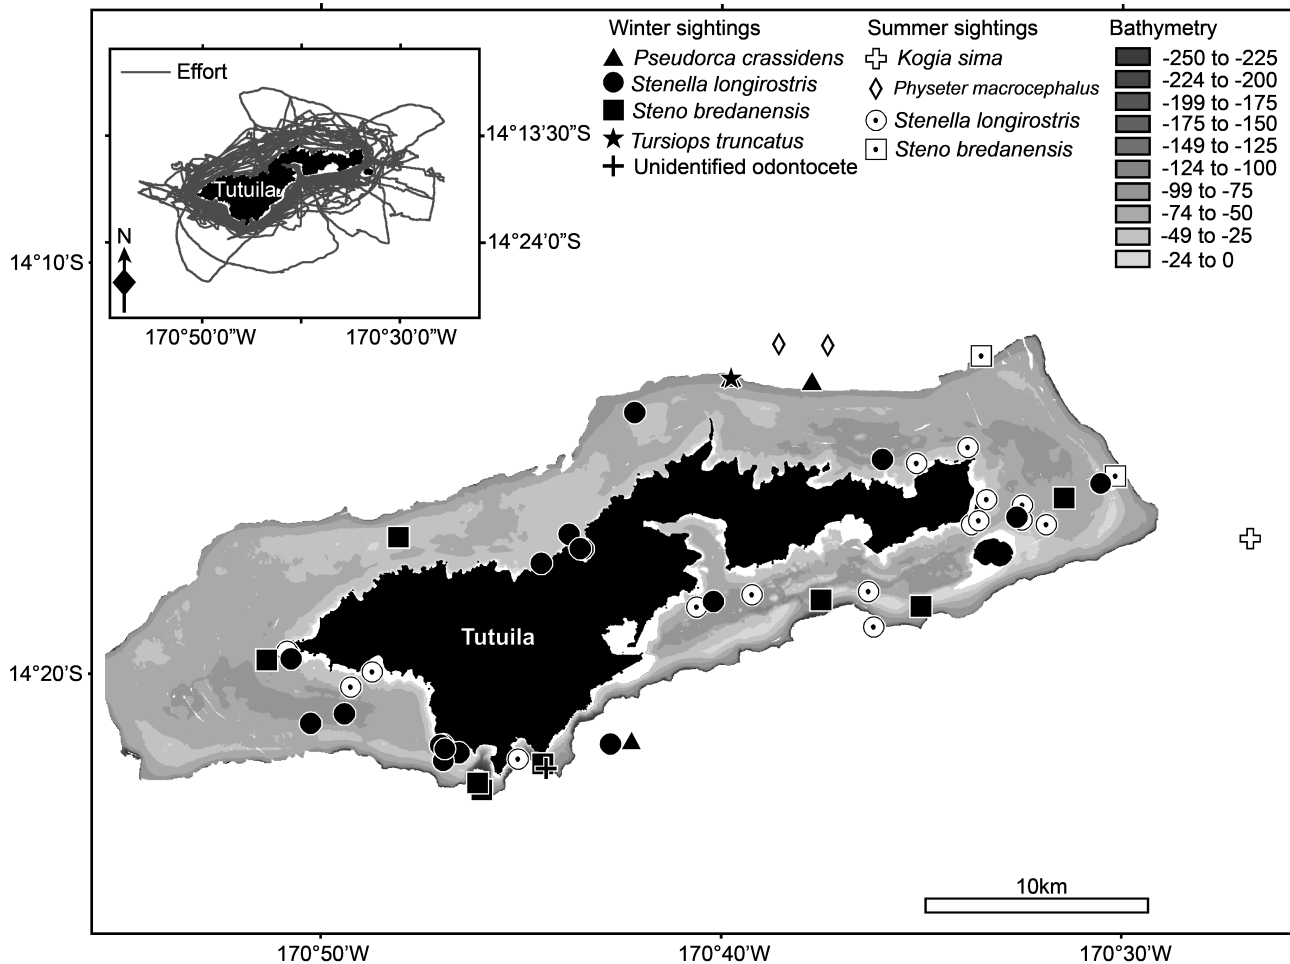 Winter sightings
Pseudorca crassidens
Stenella longirostris
Steno bredanensis
Tursiops truncatus
Unidentified odontocete
Summer sightings
Kogia sima
Physeter macrocephalus
Stenella longirostris
Steno bredanensis
Bathymetry
-250 to -225
-224 to -200
-199 to -175
-175 to -150
-149 to -125
-124 to -100
-99 to -75
-74 to -50
-49 to -25
-24 to 0
Effort
Tutuila
N
14°13'30"S
14°24'0"S
170°50'0"W
170°30'0"W
14°10'S
14°20'S
Tutuila
10km
170°50'W
170°40'W
170°30'W